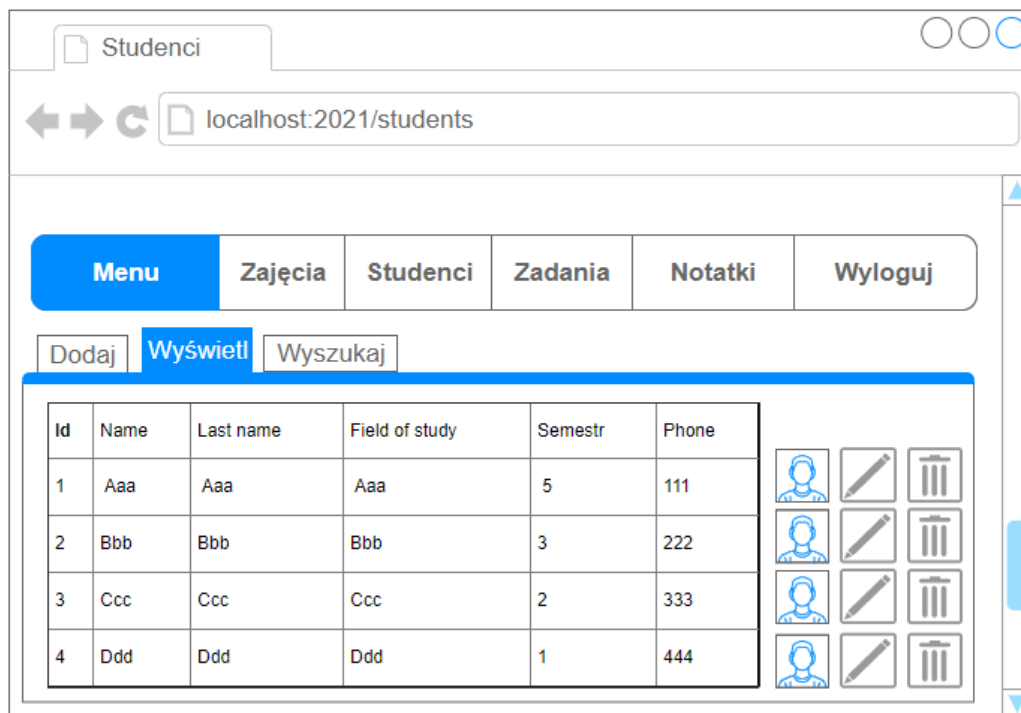 Studenci
localhost:2021/students
Menu Zajęcia Studenci Zadania Notatki Wyloguj
Dodaj Wyświetl Wyszukaj
Id Name Last name Field of study Semestr Phone
1 Aaa Aaa Aaa 5 111
2 Bbb Bbb Bbb 3 222
3 Ccc Ccc Ccc 2 333
4 Ddd Ddd Ddd 1 444